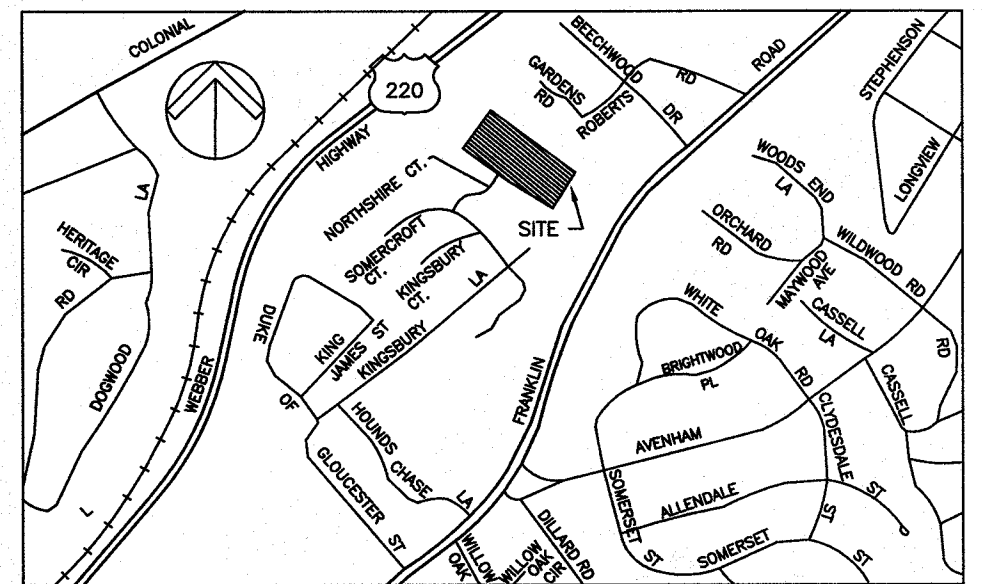 COLONIAL
220
HIGHWAY
BEECHWOOD
DR
GARDENS
RD
ROBERTS
RD
ROAD
STEPHENSON
LONGVIEW
WOODS END
LA
ORCHARD
RD
WILDWOOD RD
MAYWOOD
AVE
CASSELL
LA
RD
CASSELL
LA
HERITAGE
CIR
RD
DOGWOOD
L
WEBBER
NORTHSHIRE CT.
SOMERCROFT
CT.
KINGSBURY
CT.
SITE
DUKE
OF
GLOUCESTER
ST
KING
JAMES ST
KINGSBURY
LA
HOUNDS
CHASE
LA
FRANKLIN
WHITE
OAK
RD
BRIGHTWOOD
PL
AVENHAM
CLYDESDALE
ST
ALLENDALE
ST
SOMERSET
ST
SOMERSET
ST
DILLARD RD
WILLOW
OAK
WILLOW
OAK
CIR